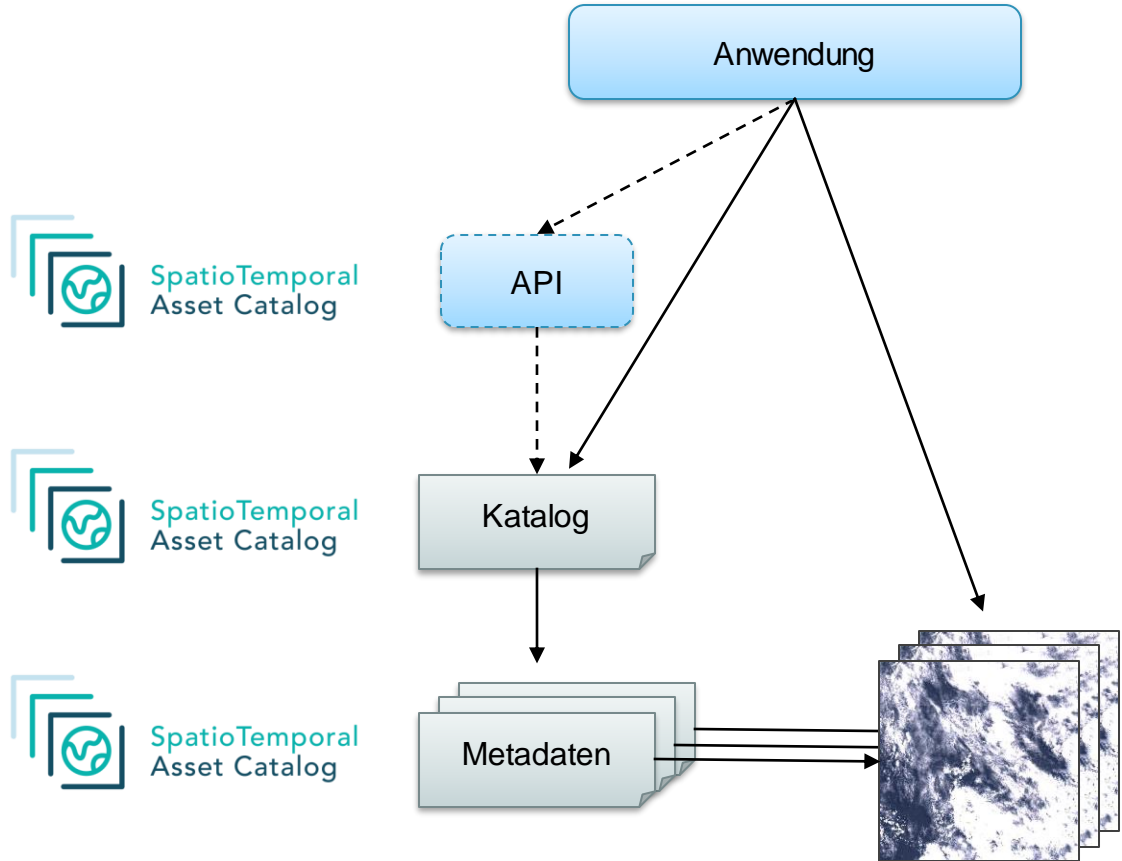 Anwendung
SpatioTemporal
Asset Catalog
API
SpatioTemporal
Asset Catalog
Katalog
SpatioTemporal
Asset Catalog
Metadaten